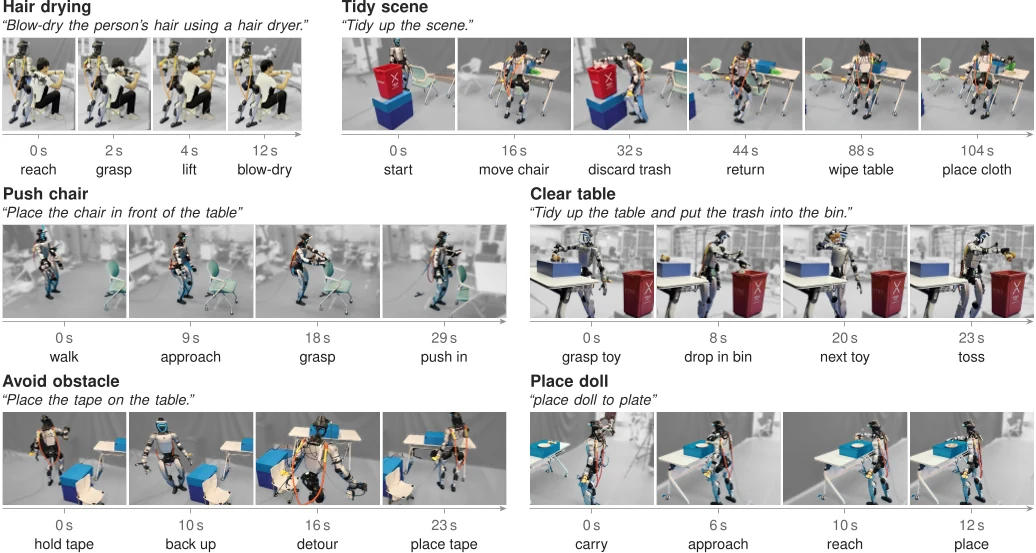 Hair drying
“Blow-dry the person's hair using a hair dryer.”
0 s
2 s
4 s
12 s
reach
grasp
lift
blow-dry
Tidy scene
“Tidy up the scene.”
0 s
16 s
32 s
44 s
88 s
104 s
start
move chair
discard trash
return
wipe table
place cloth
Push chair
“Place the chair in front of the table”
0 s
9 s
18 s
29 s
walk
approach
grasp
push in
Clear table
“Tidy up the table and put the trash into the bin.”
0 s
8 s
20 s
23 s
grasp toy
drop in bin
next toy
toss
Avoid obstacle
“Place the tape on the table.”
0 s
10 s
16 s
23 s
hold tape
back up
detour
place tape
Place doll
“place doll to plate”
0 s
6 s
10 s
12 s
carry
approach
reach
place